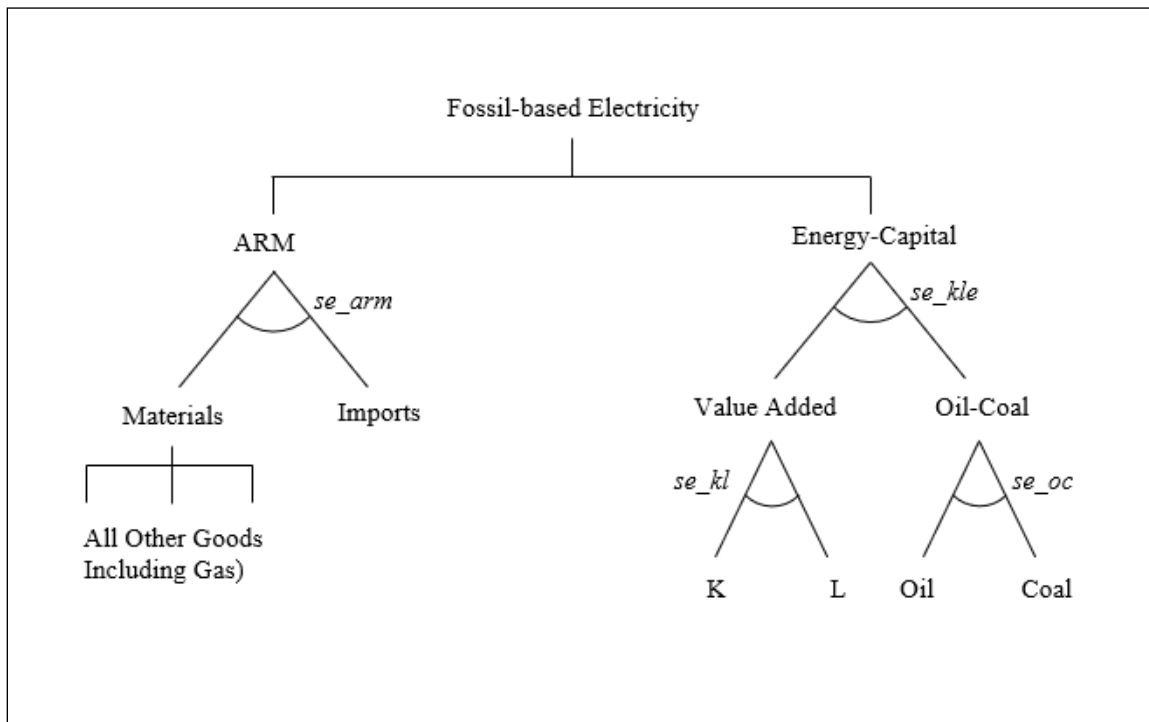 Fossil-based Electricity
ARM
Energy-Capital
se_arm
se_kle
Materials
Imports
Value Added
Oil-Coal
se_kl
se_oc
All Other Goods
Including Gas)
K
L
Oil
Coal